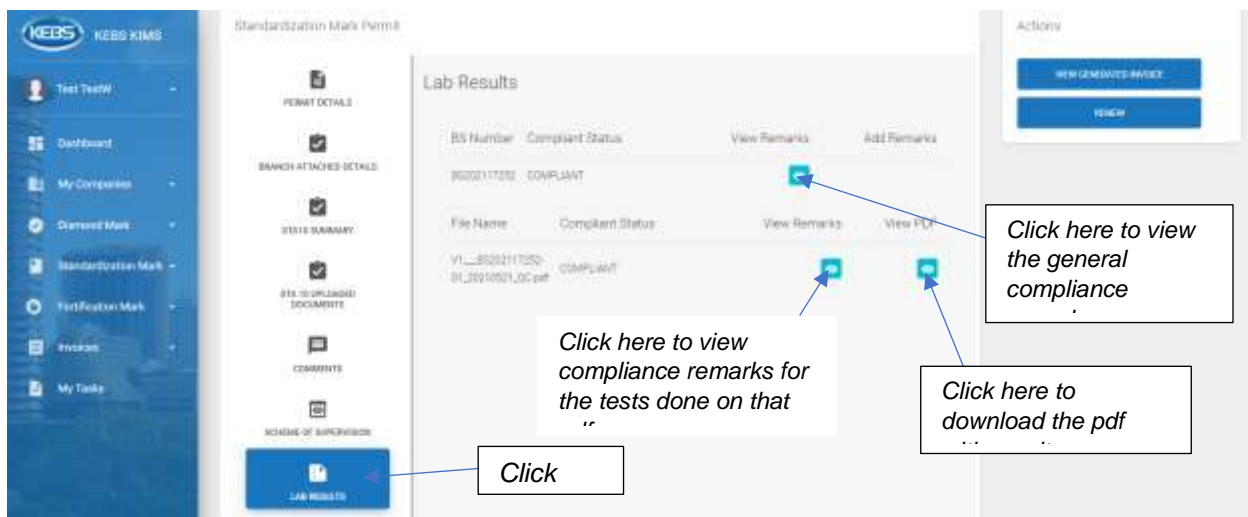 KEBS KEBS KIMS
Test TestW
Dashboard
My Companies
Diamond Mark
Standardization Mark
Fortification Mark
Invoices
My Tasks
Standardization Mark Permit
PERMIT DETAILS
BRANCH ATTACHED DETAILS
STA10 SUMMARY
STA 10 UPLOADED
DOCUMENTS
COMMENTS
SCHEME OF SUPERVISION
LAB RESULTS
Lab Results
BS Number Compliant Status View Remarks Add Remarks
COMPLIANT
File Name Compliant Status View Remarks View PDF
COMPLIANT
Actions
VIEW GENERATED INVOICE
RENEW
Click here to view
the general
compliance
Click here to view
compliance remarks for
the tests done on that
Click here to
download the pdf
Click